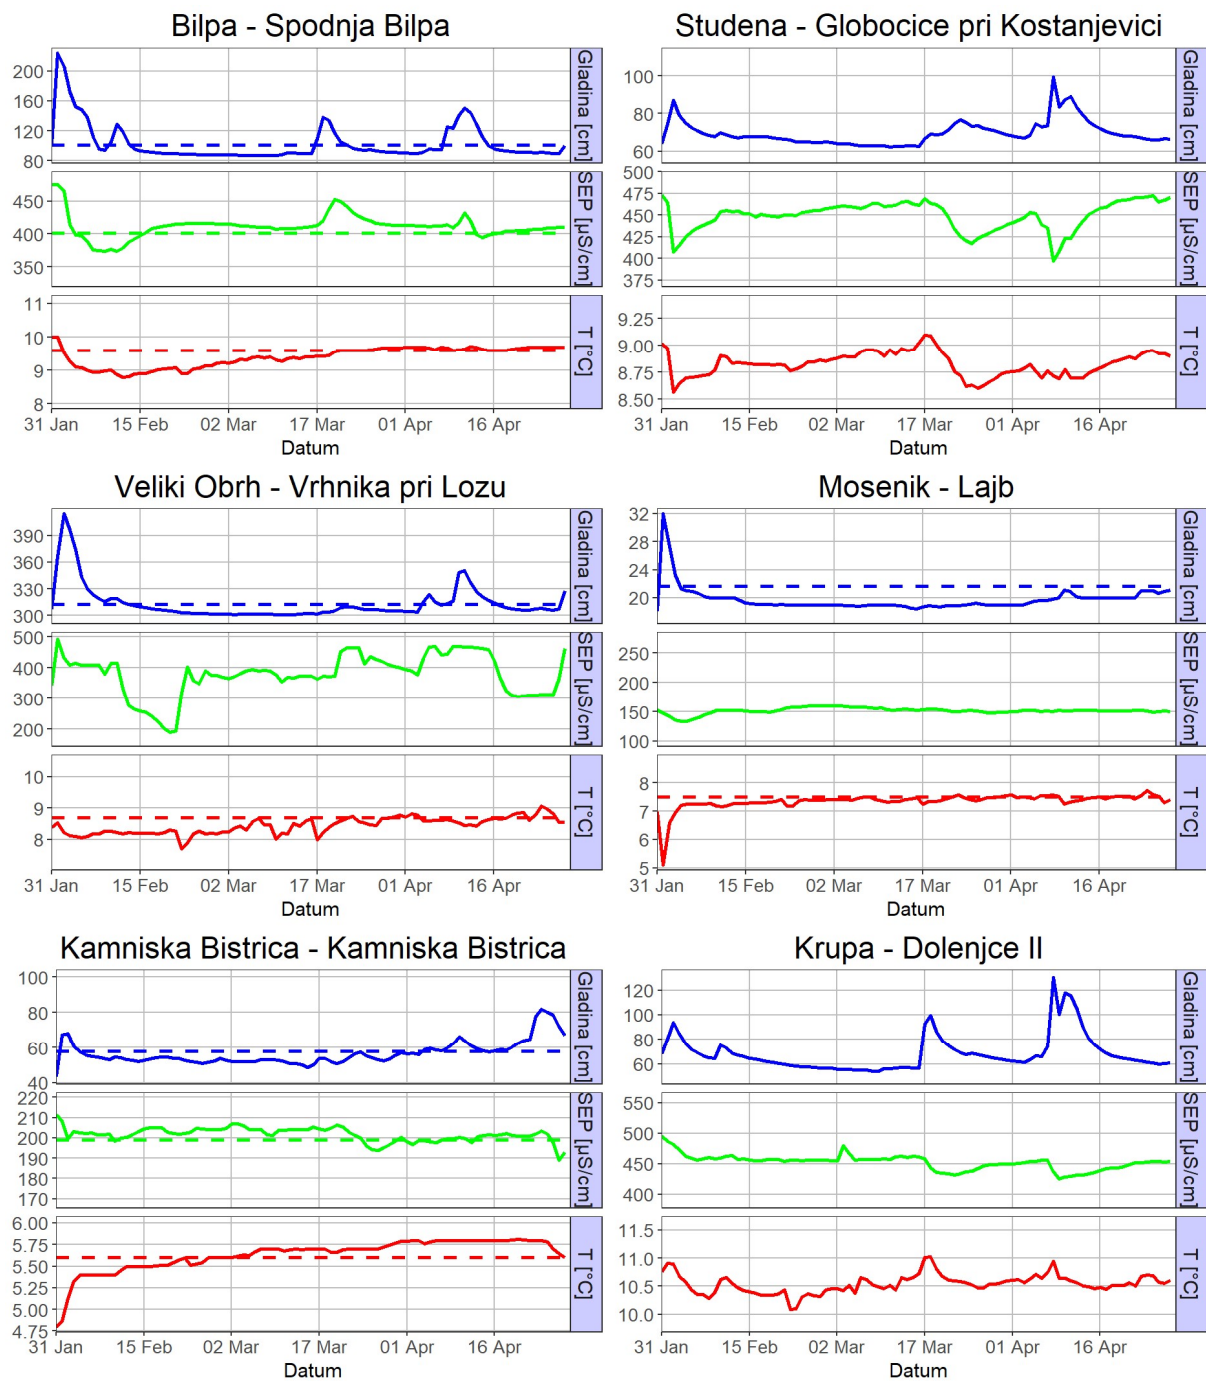 Bilpa - Spodnja Bilpa
200
160
120
80
Gladina [cm]
450
400
350
SEP [µS/cm]
11
10
9
8
T [°C]
31 Jan 15 Feb 02 Mar 17 Mar 01 Apr 16 Apr
Datum
Studena - Globocice pri Kostanjevici
100
80
60
Gladina [cm]
500
475
450
425
400
375
SEP [µS/cm]
9.25
9.00
8.75
8.50
T [°C]
31 Jan 15 Feb 02 Mar 17 Mar 01 Apr 16 Apr
Datum
Veliki Obrh - Vrhnika pri Lozu
390
360
330
300
Gladina [cm]
500
400
300
200
SEP [µS/cm]
10
9
8
T [°C]
31 Jan 15 Feb 02 Mar 17 Mar 01 Apr 16 Apr
Datum
Mosenik - Lajb
32
28
24
20
Gladina [cm]
250
200
150
100
SEP [µS/cm]
8
7
6
5
T [°C]
31 Jan 15 Feb 02 Mar 17 Mar 01 Apr 16 Apr
Datum
Kamniska Bistrica - Kamniska Bistrica
100
80
60
40
Gladina [cm]
220
210
200
190
180
170
SEP [µS/cm]
6.00
5.75
5.50
5.25
5.00
4.75
T [°C]
31 Jan 15 Feb 02 Mar 17 Mar 01 Apr 16 Apr
Datum
Krupa - Dolenjce II
120
100
80
60
Gladina [cm]
550
500
450
400
SEP [µS/cm]
11.5
11.0
10.5
10.0
T [°C]
31 Jan 15 Feb 02 Mar 17 Mar 01 Apr 16 Apr
Datum